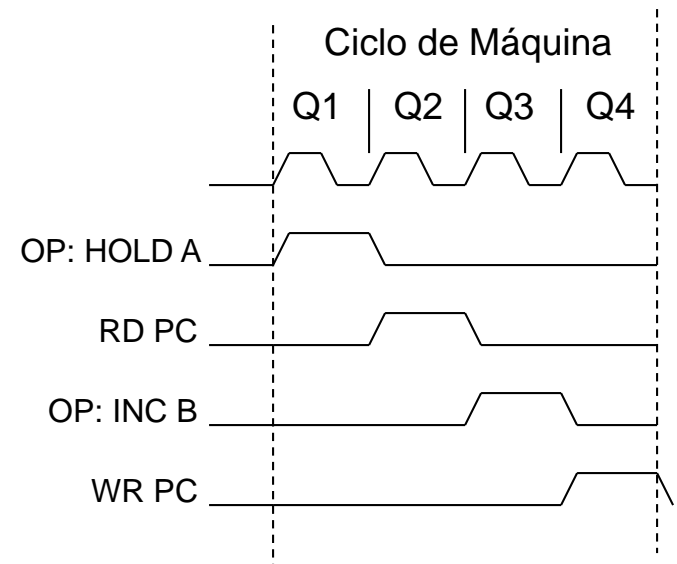 Ciclo de Máquina
Q1 Q2 Q3 Q4
OP: HOLD A
RD PC
OP: INC B
WR PC